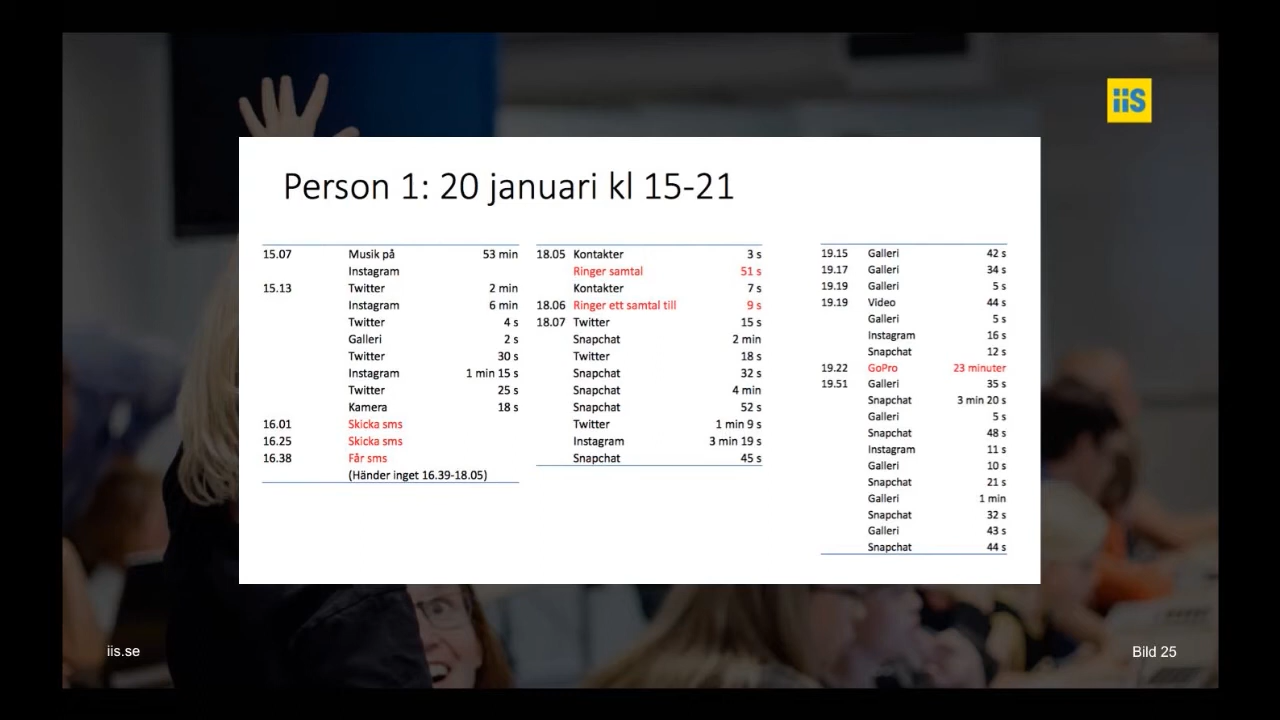 iiS
Person 1: 20 januari kl 15-21
15.07 Musik på 53 min
Instagram
15.13 Twitter 2 min
Instagram 6 min
Twitter 4 s
Galleri 2 s
Twitter 30 s
Instagram 1 min 15 s
Twitter 25 s
Kamera 18 s
16.01 Skicka sms
16.25 Skicka sms
16.38 Får sms
(Händer inget 16.39-18.05)
18.05 Kontakter 3 s
Ringer samtal 51 s
Kontakter 7 s
18.06 Ringer ett samtal till 9 s
18.07 Twitter 15 s
Snapchat 2 min
Twitter 18 s
Snapchat 32 s
Snapchat 4 min
Snapchat 52 s
Twitter 1 min 9 s
Instagram 3 min 19 s
Snapchat 45 s
19.15 Galleri 42 s
19.17 Galleri 34 s
19.19 Galleri 5 s
19.19 Video 44 s
Galleri 5 s
Instagram 16 s
Snapchat 12 s
19.22 GoPro 23 minuter
19.51 Galleri 35 s
Snapchat 3 min 20 s
Galleri 5 s
Snapchat 48 s
Instagram 11 s
Galleri 10 s
Snapchat 21 s
Galleri 1 min
Snapchat 32 s
Galleri 43 s
Snapchat 44 s
iis.se
Bild 25